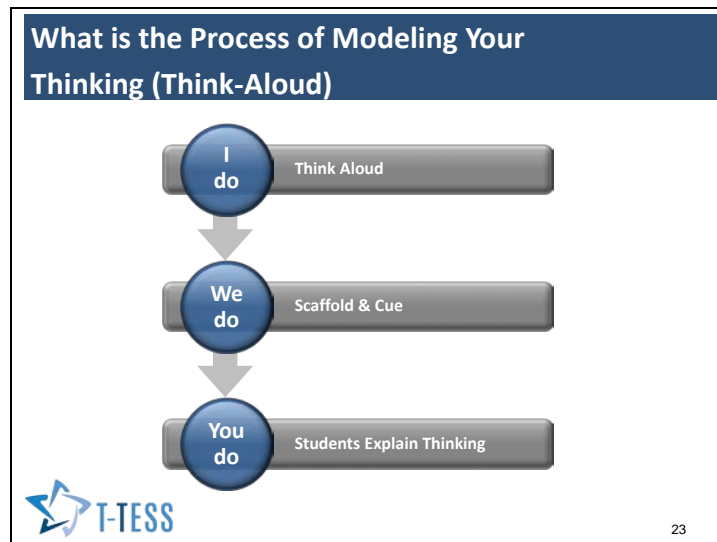 What is the Process of Modeling Your
Thinking (Think-Aloud)
I
do
Think Aloud
We
do
Scaffold & Cue
You
do
Students Explain Thinking
T-TESS
23